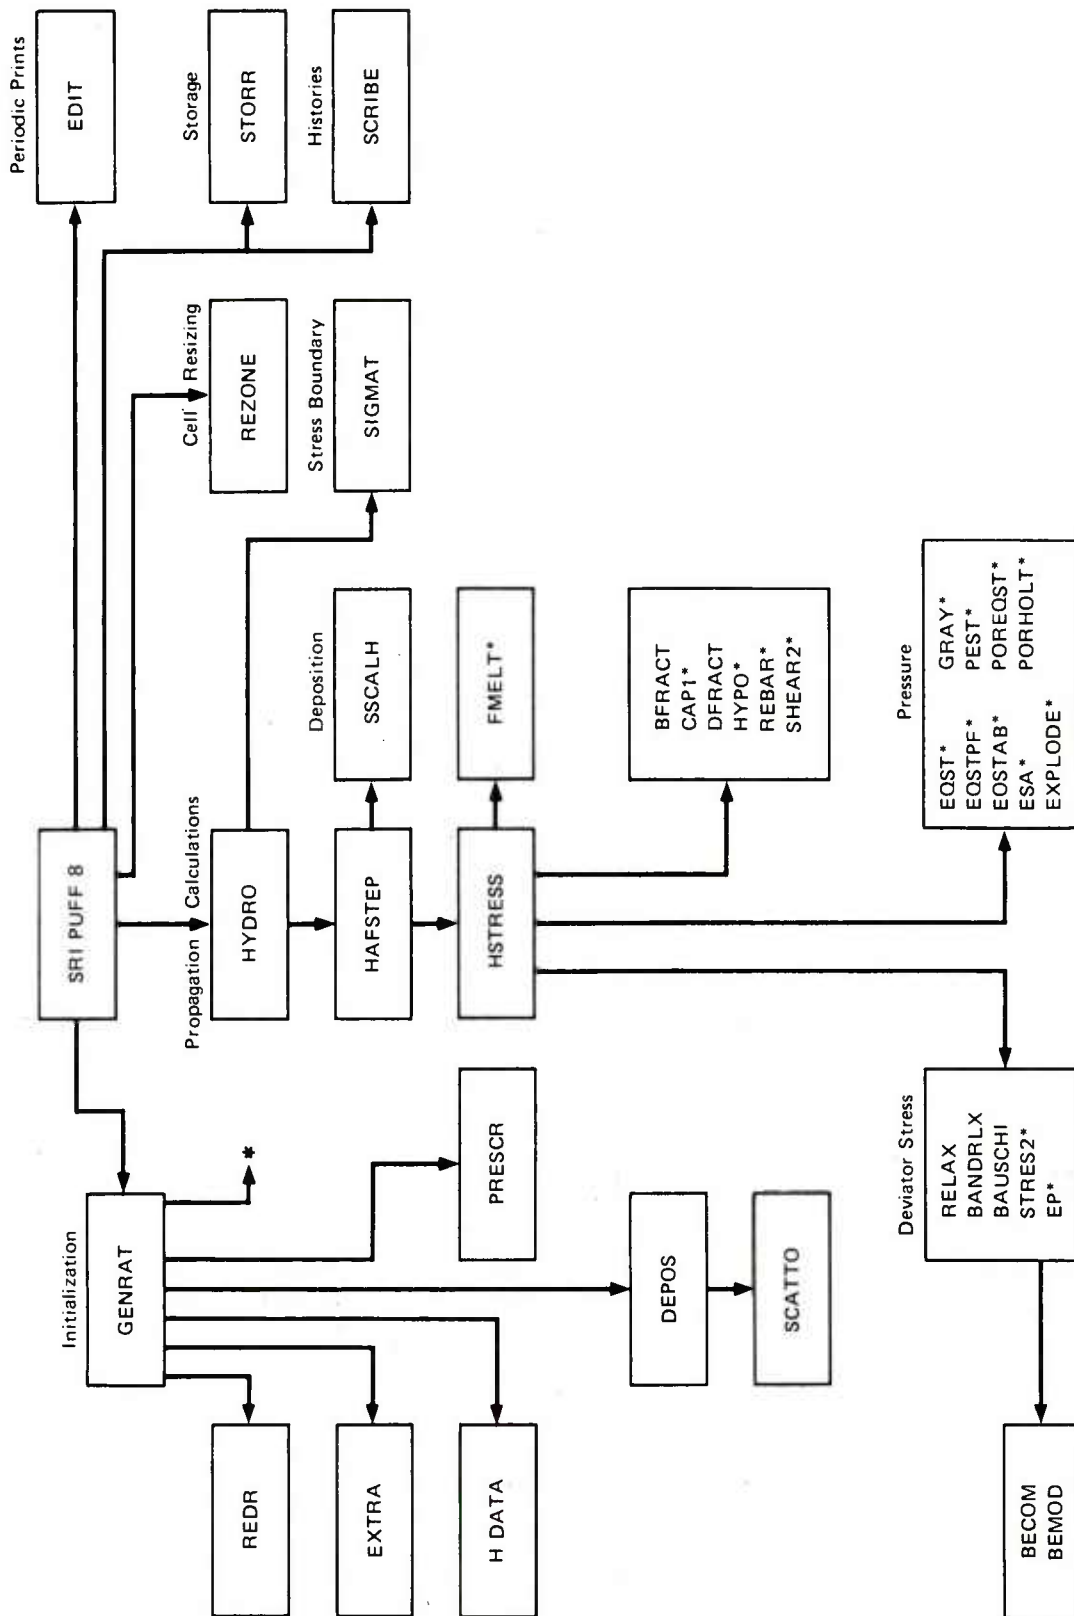 SRI PUFF 8
Periodic Prints
EDIT
Initialization
GENRAT
*
Storage
STORR
Histories
SCRIBE
Cell Resizing
REZONE
Stress Boundary
SIGMAT
Propagation Calculations
HYDRO
REDR
Deposition
SSCALH
HAFSTEP
EXTRA
FMELT*
HSTRESS
PRESCR
H DATA
DEPOS
SCATTO
BFRACT
CAP1*
DFRACT
HYPO*
REBAR*
SHEAR2*
Deviator Stress
RELAX
BANDRLX
BAUSCHI
STRES2*
EP*
Pressure
EQST* GRAY*
EQSTPF* PEST*
EOSTAB* POREQST*
ESA* PORHOLT*
EXPLODE*
BECOM
BEMOD